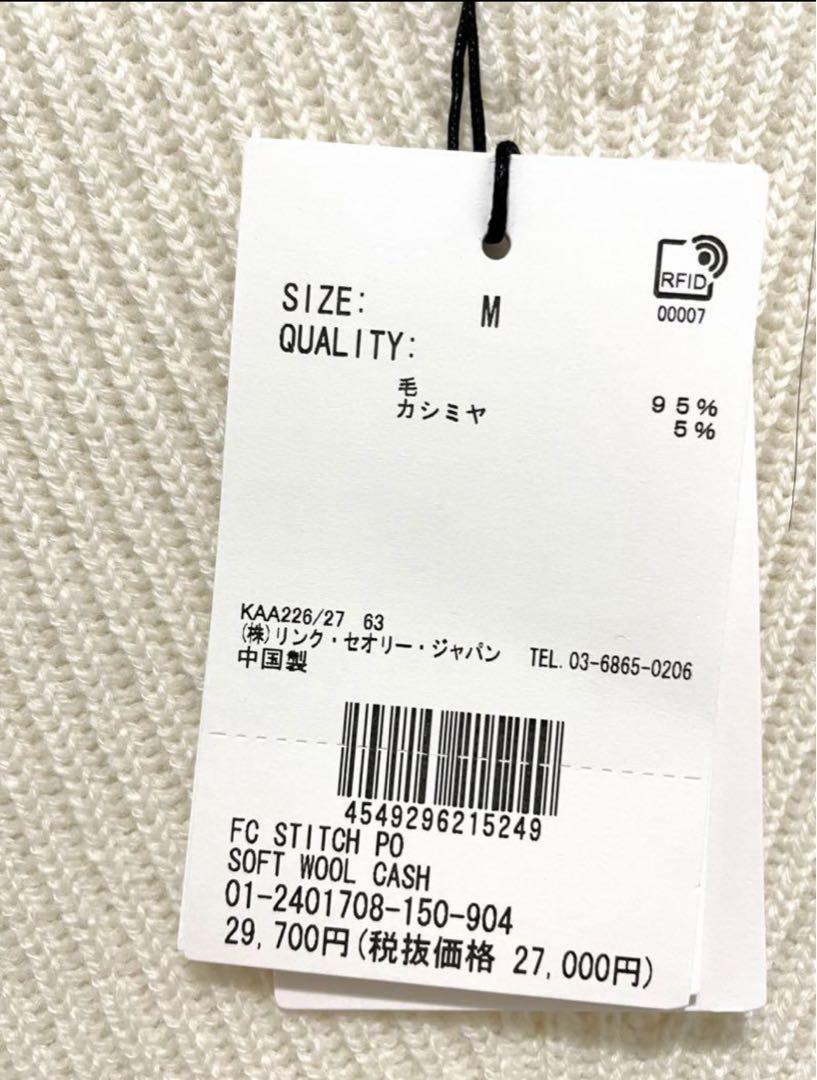 RFID
00007
SIZE: M
QUALITY:
毛 95%
カシミヤ 5%
KAA226/27 63
(株)リンク・セオリー・ジャパン TEL.03-6865-0206
中国製
4549296215249
FC STITCH PO
SOFT WOOL CASH
01-2401708-150-904
29,700円(税抜価格 27,000円)